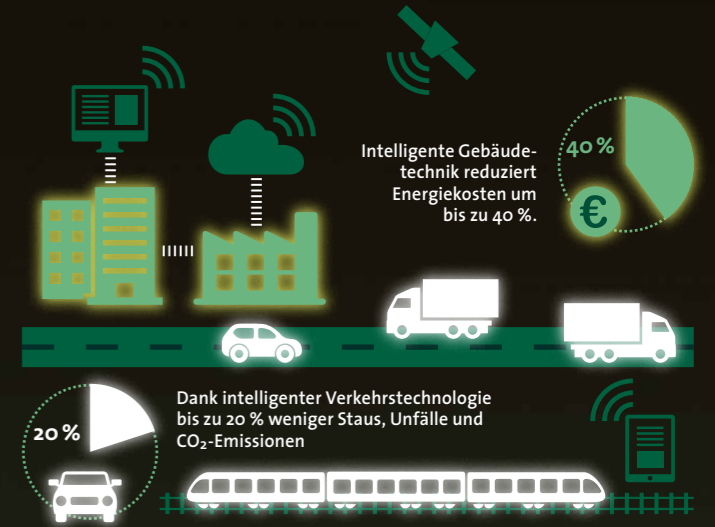 Intelligente Gebäude-
technik reduziert
Energiekosten um
bis zu 40 %.
40 %
€
Dank intelligenter Verkehrstechnologie
bis zu 20 % weniger Staus, Unfälle und
CO₂-Emissionen
20 %